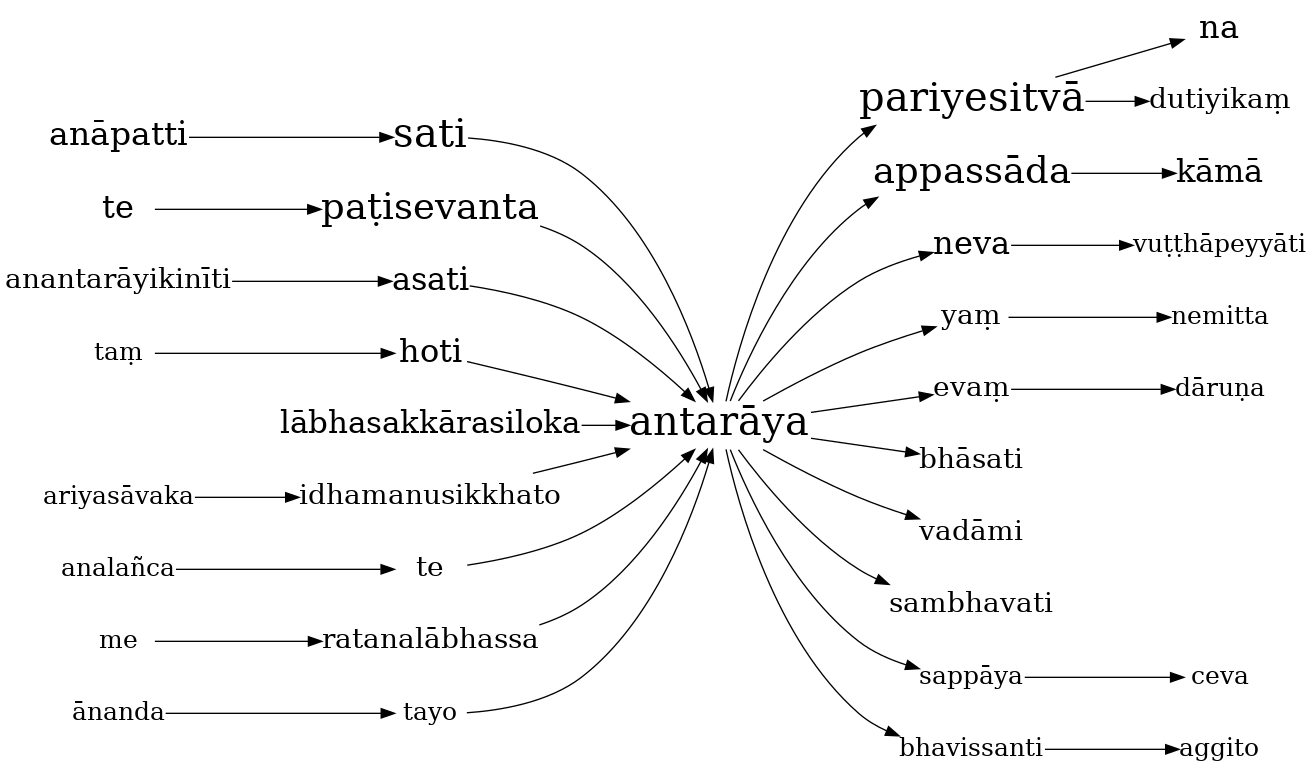 na
pariyesitvā dutiyikaṃ
anāpatti sati
appassāda kāmā
te paṭisevanta
neva vuṭṭhāpeyyāti
anantarāyikinīti asati
yaṃ nemitta
taṃ hoti
evaṃ dāruṇa
lābhasakkārasiloka antarāya
bhāsati
ariyasāvaka idhamanusikkhato
vadāmi
analañca te
sambhavati
me ratanalābhassa
sappāya ceva
ānanda tayo
bhavissanti aggito